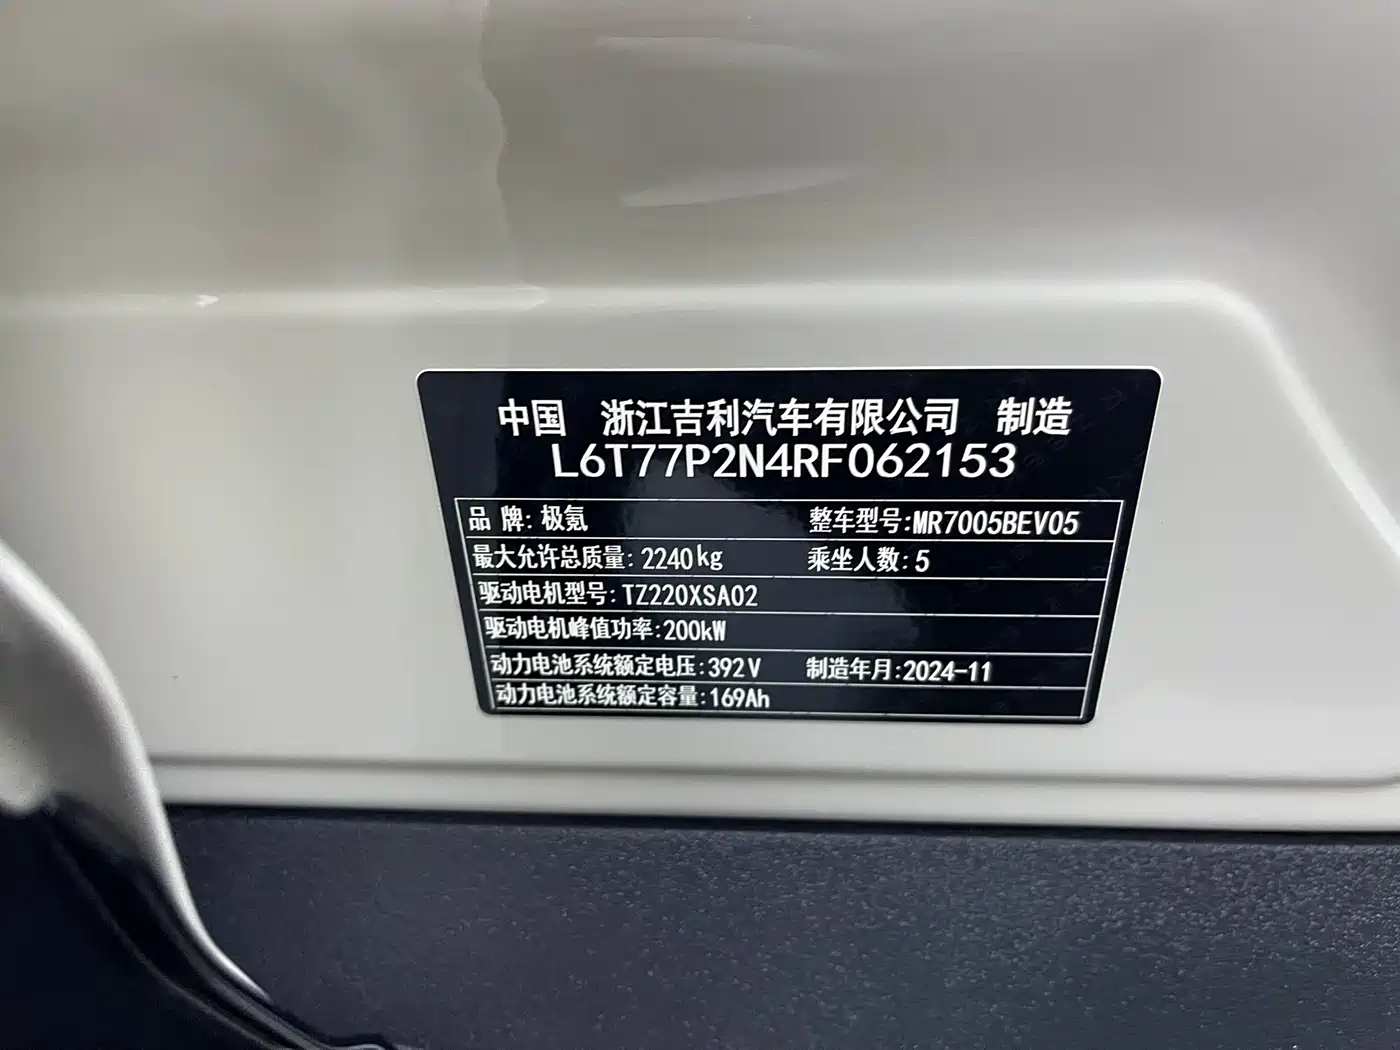 中国 浙江吉利汽车有限公司 制造
L6T77P2N4RF062153
品 牌: 极氪 整车型号:MR7005BEV05
最大允许总质量: 2240kg 乘坐人数: 5
驱动电机型号: TZ220XSA02
驱动电机峰值功率:200kW
动力电池系统额定电压:392V 制造年月:2024-11
动力电池系统额定容量:169Ah